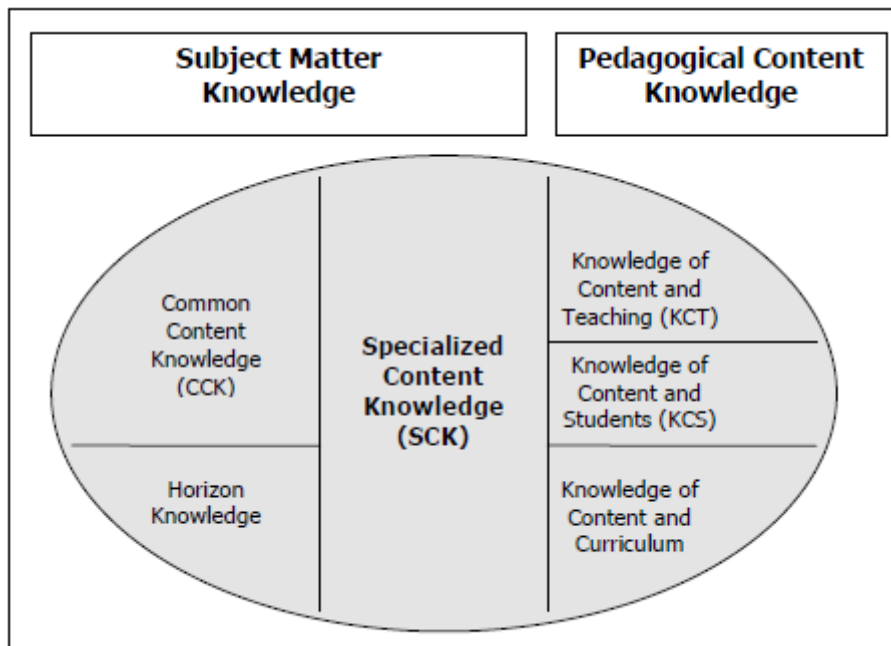 Subject Matter
Knowledge
Pedagogical Content
Knowledge
Common
Content
Knowledge
(CCK)
Horizon
Knowledge
Specialized
Content
Knowledge
(SCK)
Knowledge of
Content and
Teaching (KCT)
Knowledge of
Content and
Students (KCS)
Knowledge of
Content and
Curriculum